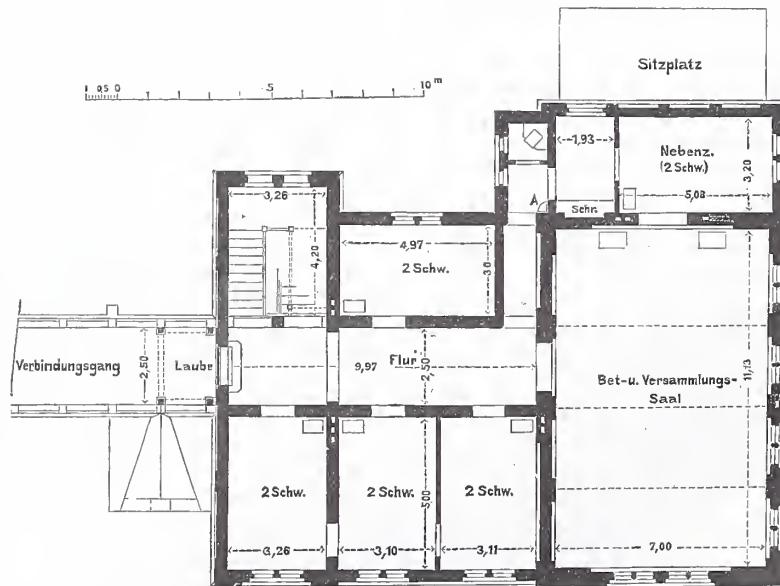 Sitzplatz
1 0,5 0 5 10 m
1,93
Nebenz.
(2 Schw.)
3,20
5,08
A
Schr.
3,26
4,20
4,97
2 Schw.
3,0
Verbindungsgang
2,50
Laube
9,97
Flur
2,50
11,13
Bet- u. Versammlungs-
Saal
2 Schw.
2 Schw.
2 Schw.
5,00
3,26
3,10
3,11
7,00